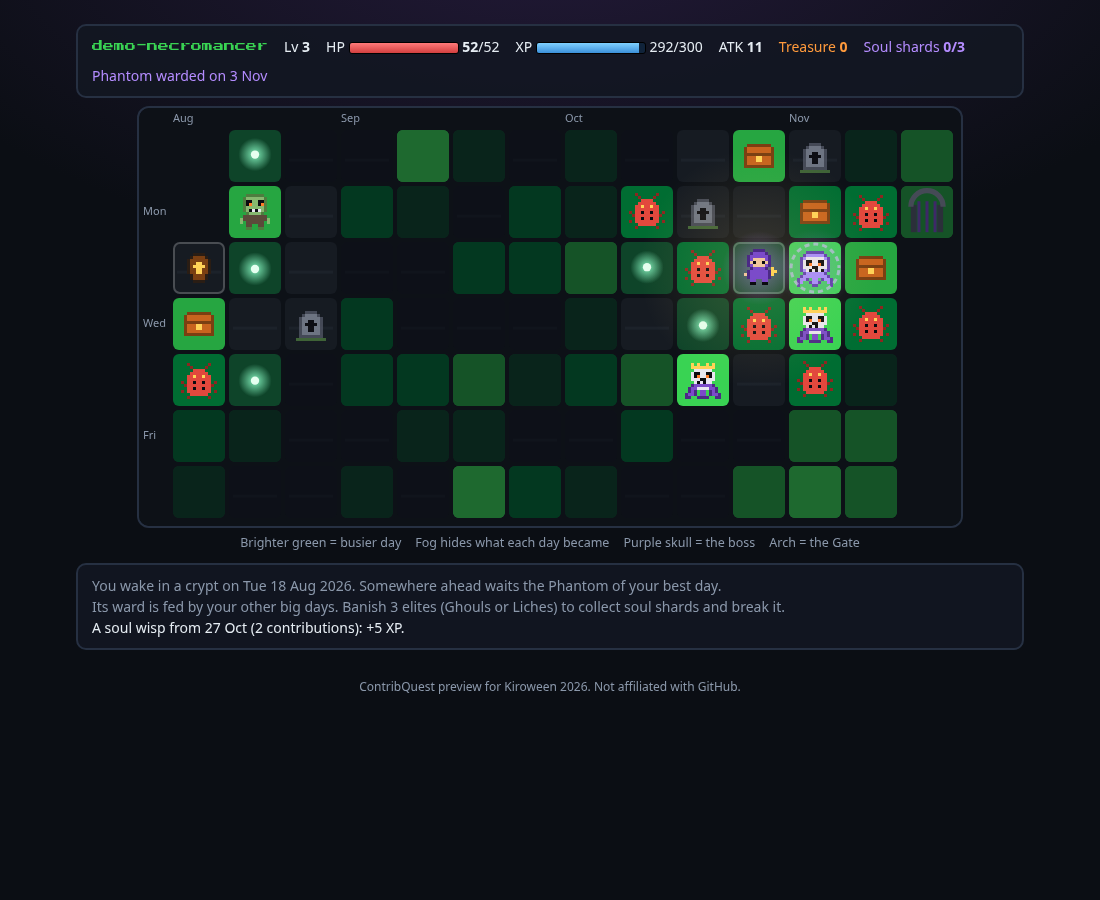 demo-necromancer Lv 3 HP 52/52 XP 292/300 ATK 11 Treasure 0 Soul shards 0/3
Phantom warded on 3 Nov
Aug Sep Oct Nov
Mon
Wed
Fri
Brighter green = busier day Fog hides what each day became Purple skull = the boss Arch = the Gate
You wake in a crypt on Tue 18 Aug 2026. Somewhere ahead waits the Phantom of your best day.
Its ward is fed by your other big days. Banish 3 elites (Ghouls or Liches) to collect soul shards and break it.
A soul wisp from 27 Oct (2 contributions): +5 XP.
ContribQuest preview for Kiroween 2026. Not affiliated with GitHub.